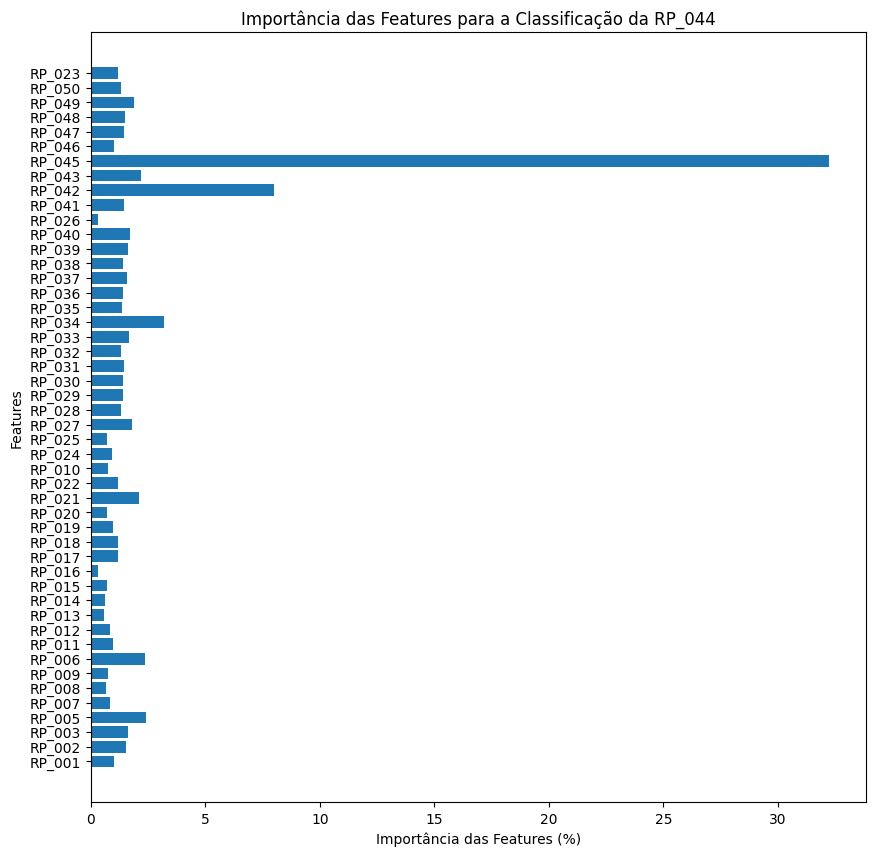 Importância das Features para a Classificação da RP_044
RP_023
RP_050
RP_049
RP_048
RP_047
RP_046
RP_045
RP_043
RP_042
RP_041
RP_026
RP_040
RP_039
RP_038
RP_037
RP_036
RP_035
RP_034
RP_033
RP_032
RP_031
RP_030
RP_029
RP_028
RP_027
RP_025
RP_024
RP_010
RP_022
RP_021
RP_020
RP_019
RP_018
RP_017
RP_016
RP_015
RP_014
RP_013
RP_012
RP_011
RP_006
RP_009
RP_008
RP_007
RP_005
RP_003
RP_002
RP_001
Features
0 5 10 15 20 25 30
Importância das Features (%)